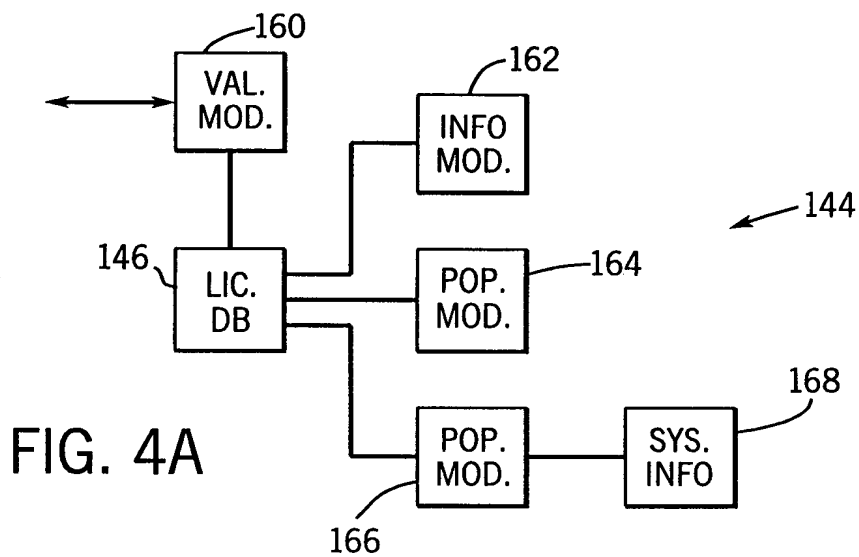 160
VAL.
MOD.
162
INFO
MOD.
144
146
LIC.
DB
164
POP.
MOD.
168
POP.
MOD.
SYS.
INFO
FIG. 4A
166